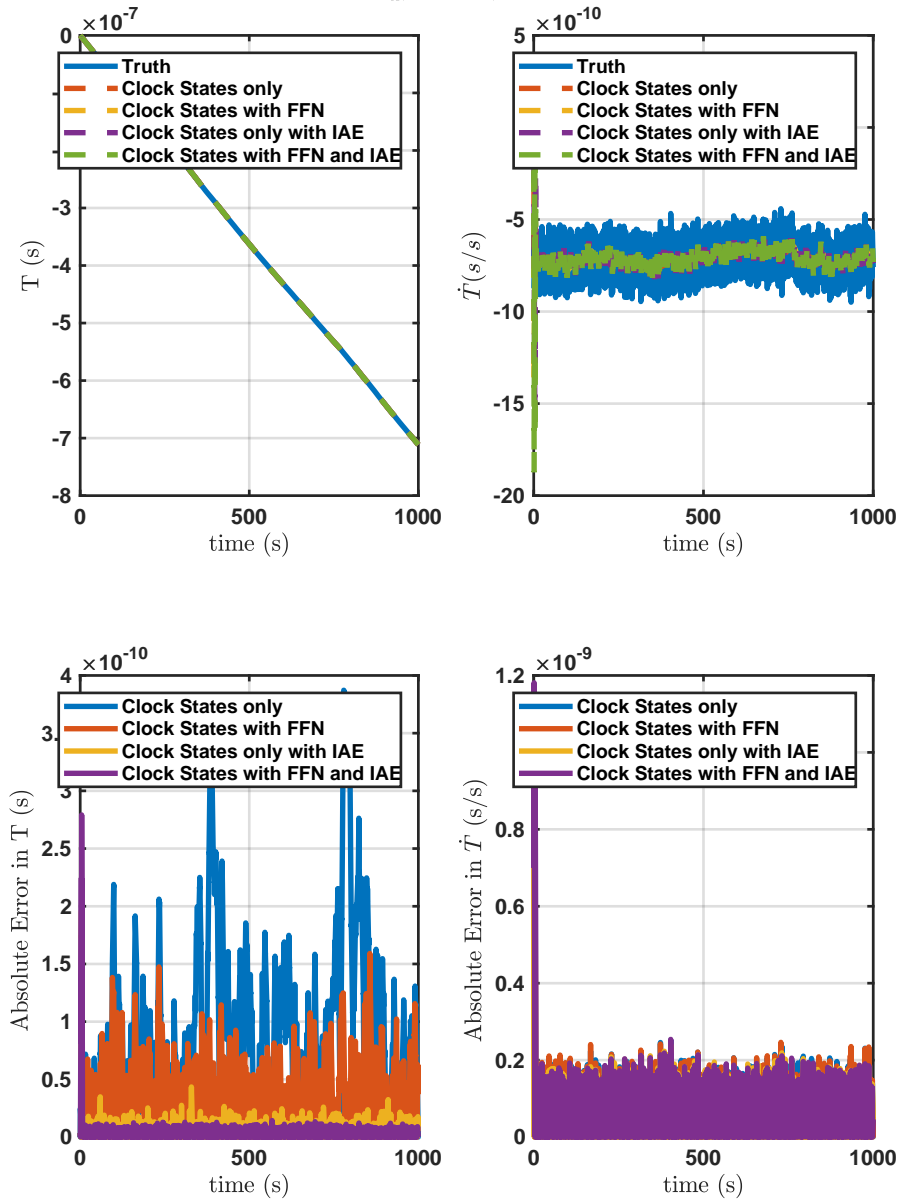 ×10-7
0
Truth
Clock States only
Clock States with FFN
Clock States only with IAE
Clock States with FFN and IAE
-3
-4
-5
-6
-7
-8
T (s)
0 500 1000
time (s)
×10-10
5
Truth
Clock States only
Clock States with FFN
Clock States only with IAE
Clock States with FFN and IAE
-5
-10
-15
-20
Ṫ(s/s)
0 500 1000
time (s)
×10-10
4
Clock States only
Clock States with FFN
Clock States only with IAE
Clock States with FFN and IAE
3
2.5
2
1.5
1
0.5
0
Absolute Error in T (s)
0 500 1000
time (s)
×10-9
1.2
Clock States only
Clock States with FFN
Clock States only with IAE
Clock States with FFN and IAE
0.8
0.6
0.4
0.2
0
Absolute Error in Ṫ (s/s)
0 500 1000
time (s)